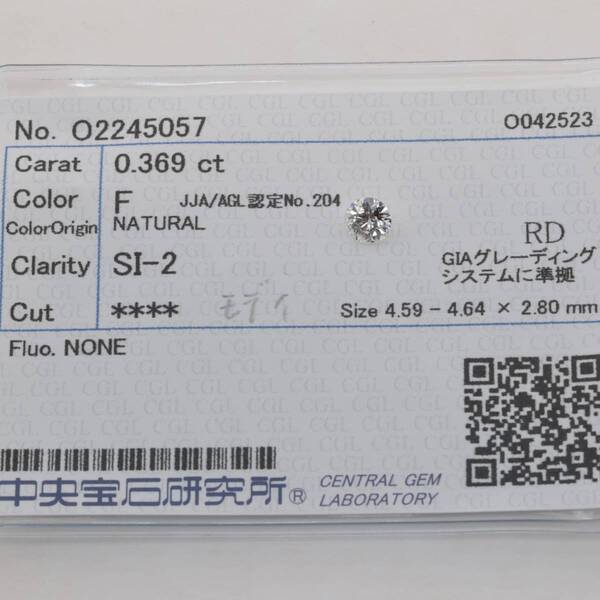 No. O2245057 O042523
Carat 0.369 ct
Color F JJA/AGL認定No.204
ColorOrigin NATURAL
RD
Clarity SI-2 GIAグレーディング
システムに準拠
Cut **** モデイ Size 4.59 - 4.64 × 2.80 mm
Fluo. NONE
中央宝石研究所® CENTRAL GEM
LABORATORY